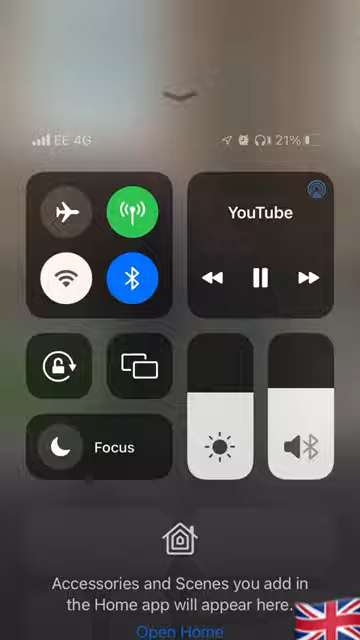 EE 4G
21%
YouTube
Focus
Accessories and Scenes you add in
the Home app will appear here.
Open Home